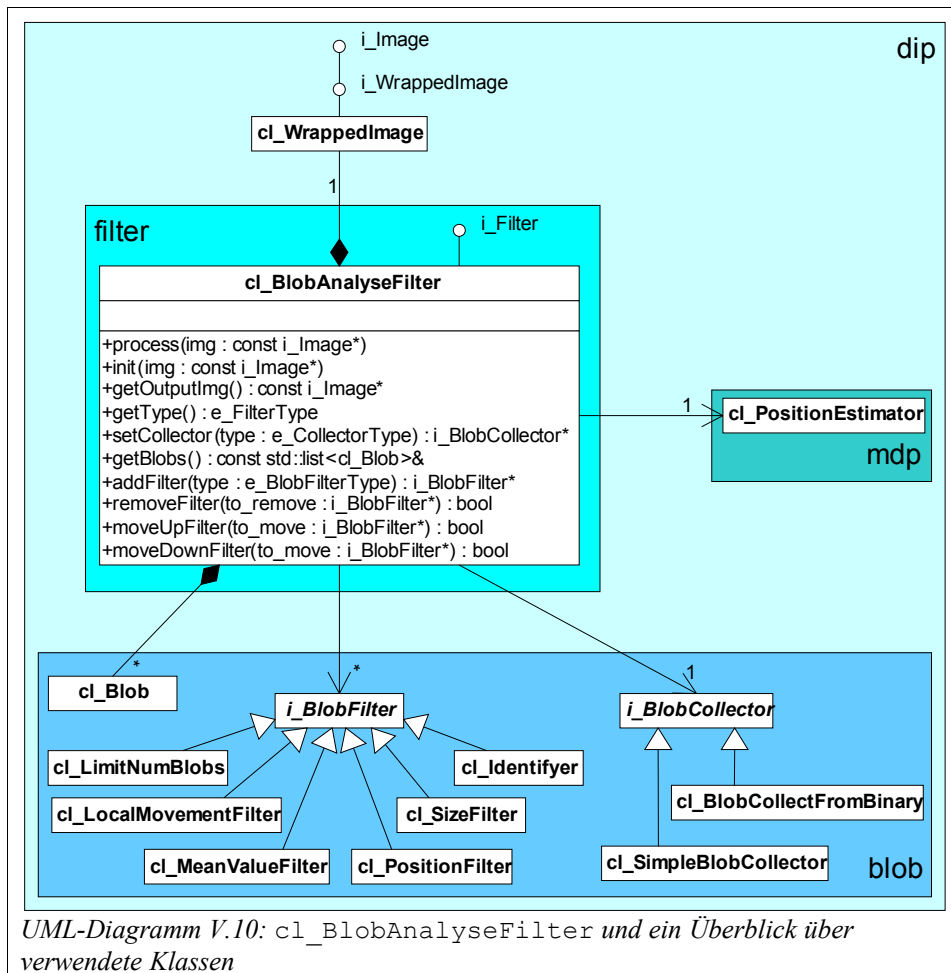 i_Image
dip
i_WrappedImage
cl_WrappedImage
1
filter
i_Filter
cl_BlobAnalyseFilter
+process(img : const i_Image*)
+init(img : const i_Image*)
+getOutputImg() : const i_Image*
+getType() : e_FilterType
+setCollector(type : e_CollectorType) : i_BlobCollector*
+getBlobs() : const std::list<cl_Blob>&
+addFilter(type : e_BlobFilterType) : i_BlobFilter*
+removeFilter(to_remove : i_BlobFilter*) : bool
+moveUpFilter(to_move : i_BlobFilter*) : bool
+moveDownFilter(to_move : i_BlobFilter*) : bool
1
cl_PositionEstimator
mdp
*
*
1
cl_Blob
i_BlobFilter
i_BlobCollector
cl_LimitNumBlobs
cl_Identifyer
cl_LocalMovementFilter
cl_SizeFilter
cl_BlobCollectFromBinary
cl_MeanValueFilter
cl_PositionFilter
cl_SimpleBlobCollector
blob
UML-Diagramm V.10: cl_BlobAnalyseFilter und ein Überblick über
verwendete Klassen